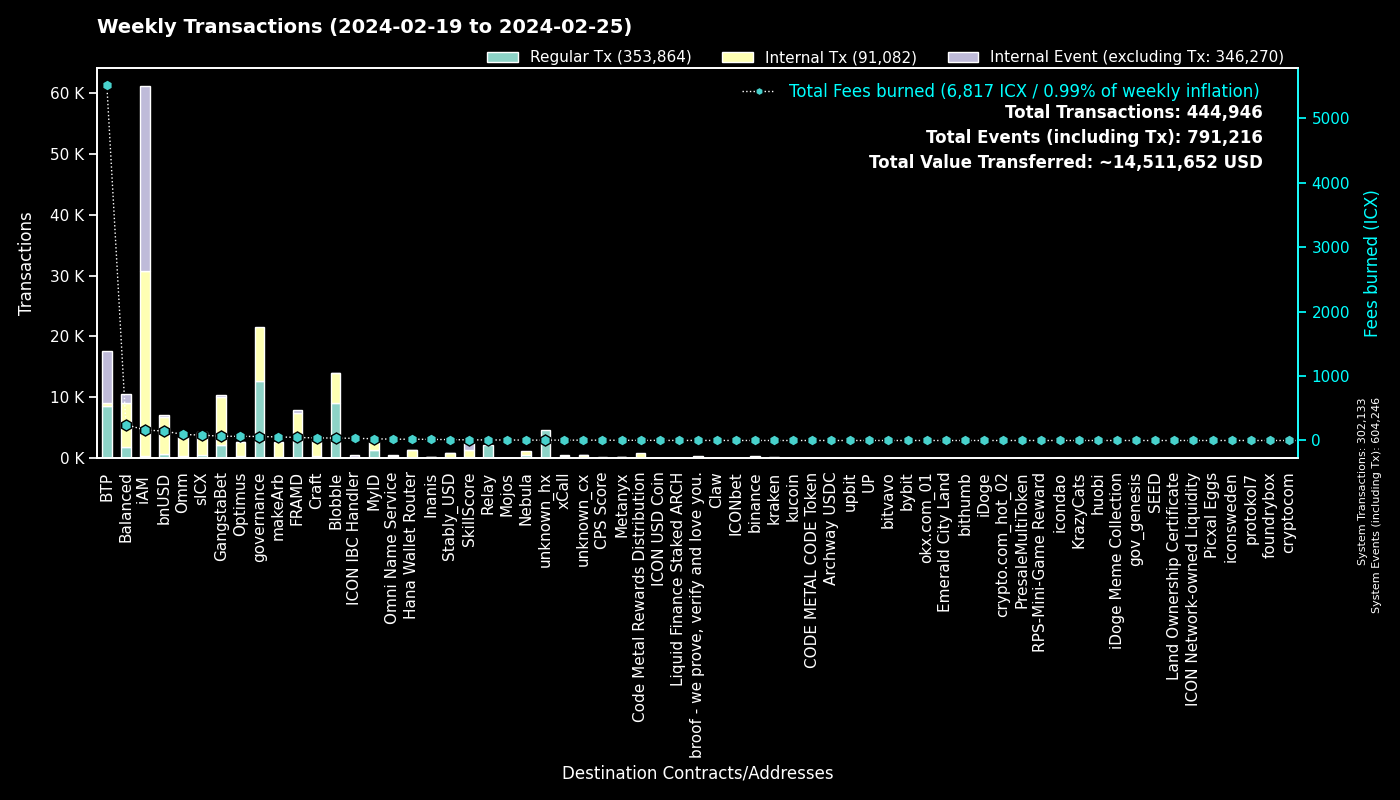 Weekly Transactions (2024-02-19 to 2024-02-25)
Regular Tx (353,864)
Internal Tx (91,082)
Internal Event (excluding Tx: 346,270)
Total Fees burned (6,817 ICX / 0.99% of weekly inflation)
Total Transactions: 444,946
Total Events (including Tx): 791,216
Total Value Transferred: ~14,511,652 USD
60 K
50 K
40 K
30 K
20 K
10 K
0 K
Transactions
5000
4000
3000
2000
1000
0
Fees burned (ICX)
System Transactions: 302,133
System Events (including Tx): 604,246
BTP
Balanced
iAM
bnUSD
Omm
sICX
GangstaBet
Optimus
governance
makeArb
FRAMD
Craft
Blobble
ICON IBC Handler
MyID
Omni Name Service
Hana Wallet Router
Inanis
Stably_USD
SkillScore
Relay
Mojos
Nebula
unknown_hx
xCall
unknown_cx
CPS Score
Metanyx
Code Metal Rewards Distribution
ICON USD Coin
Liquid Finance Staked ARCH
broof - we prove, verify and love you.
Claw
ICONbet
binance
kraken
kucoin
CODE METAL CODE Token
Archway USDC
upbit
UP
bitvavo
bybit
okx.com_01
Emerald City Land
bithumb
iDoge
crypto.com_hot_02
PresaleMultiToken
RPS-Mini-Game Reward
icondao
KrazyCats
huobi
iDoge Meme Collection
gov_genesis
SEED
Land Ownership Certificate
ICON Network-owned Liquidity
Picxal Eggs
iconsweden
protokol7
foundrybox
cryptocom
Destination Contracts/Addresses